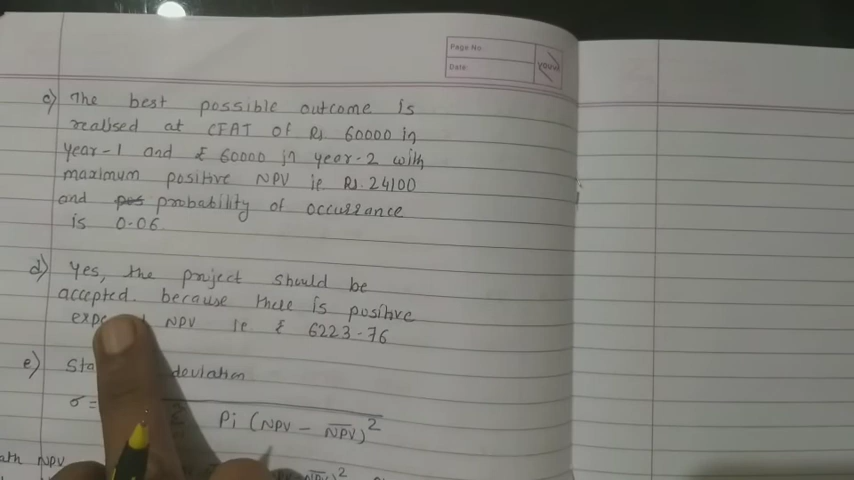 Page No
Date:
youva
c) The best possible outcome is
realised at CFAT of Rs. 60000 in
year-1 and ₹ 60000 in year-2 with
maximum positive NPV ie Rs. 24100
and pos probability of occurrance
is 0.06.
d) Yes, the project should be
accepted. because there is positive
NPV ie ₹ 6223.76
e) deviation
σ = Pi (NPV - NPV)2
NPV